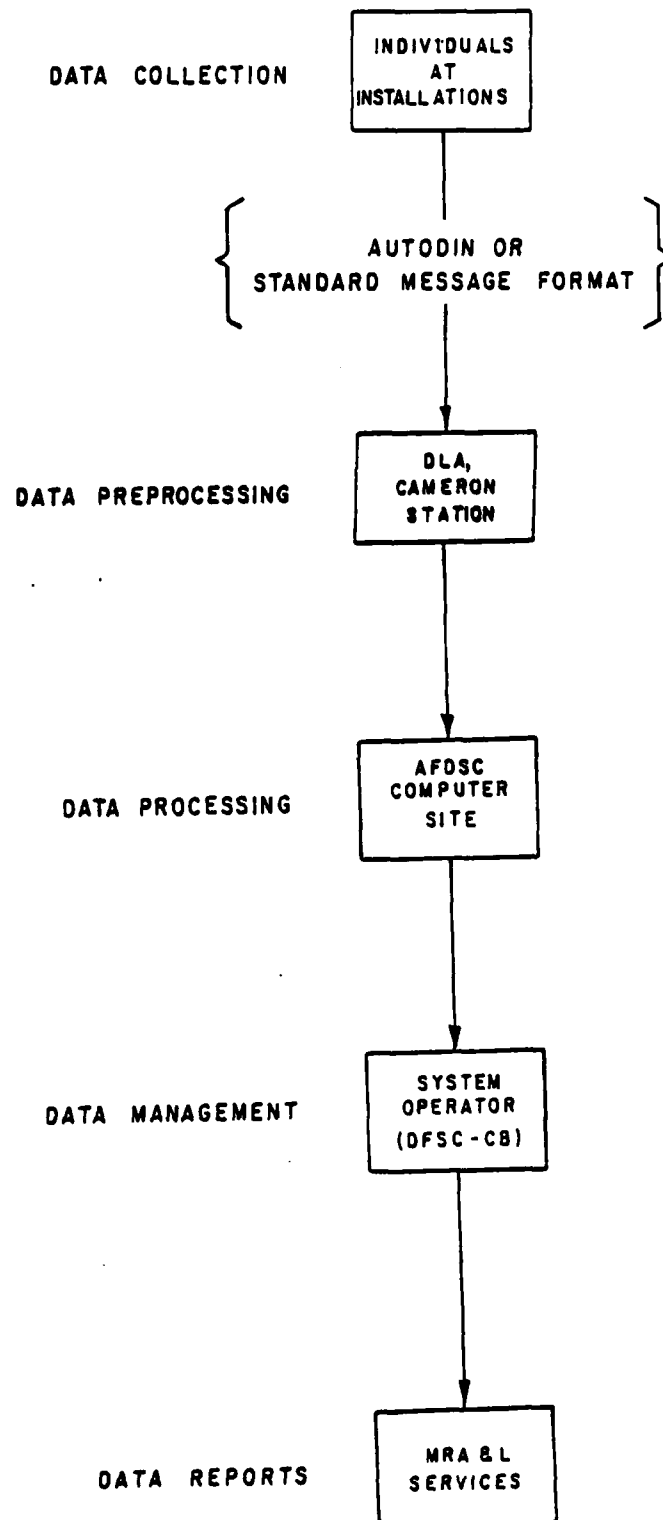 DATA COLLECTION
INDIVIDUALS
AT
INSTALLATIONS
AUTODIN OR
STANDARD MESSAGE FORMAT
DATA PREPROCESSING
DLA,
CAMERON
STATION
DATA PROCESSING
AFDSC
COMPUTER
SITE
DATA MANAGEMENT
SYSTEM
OPERATOR
(DFSC-CB)
DATA REPORTS
MRA & L
SERVICES